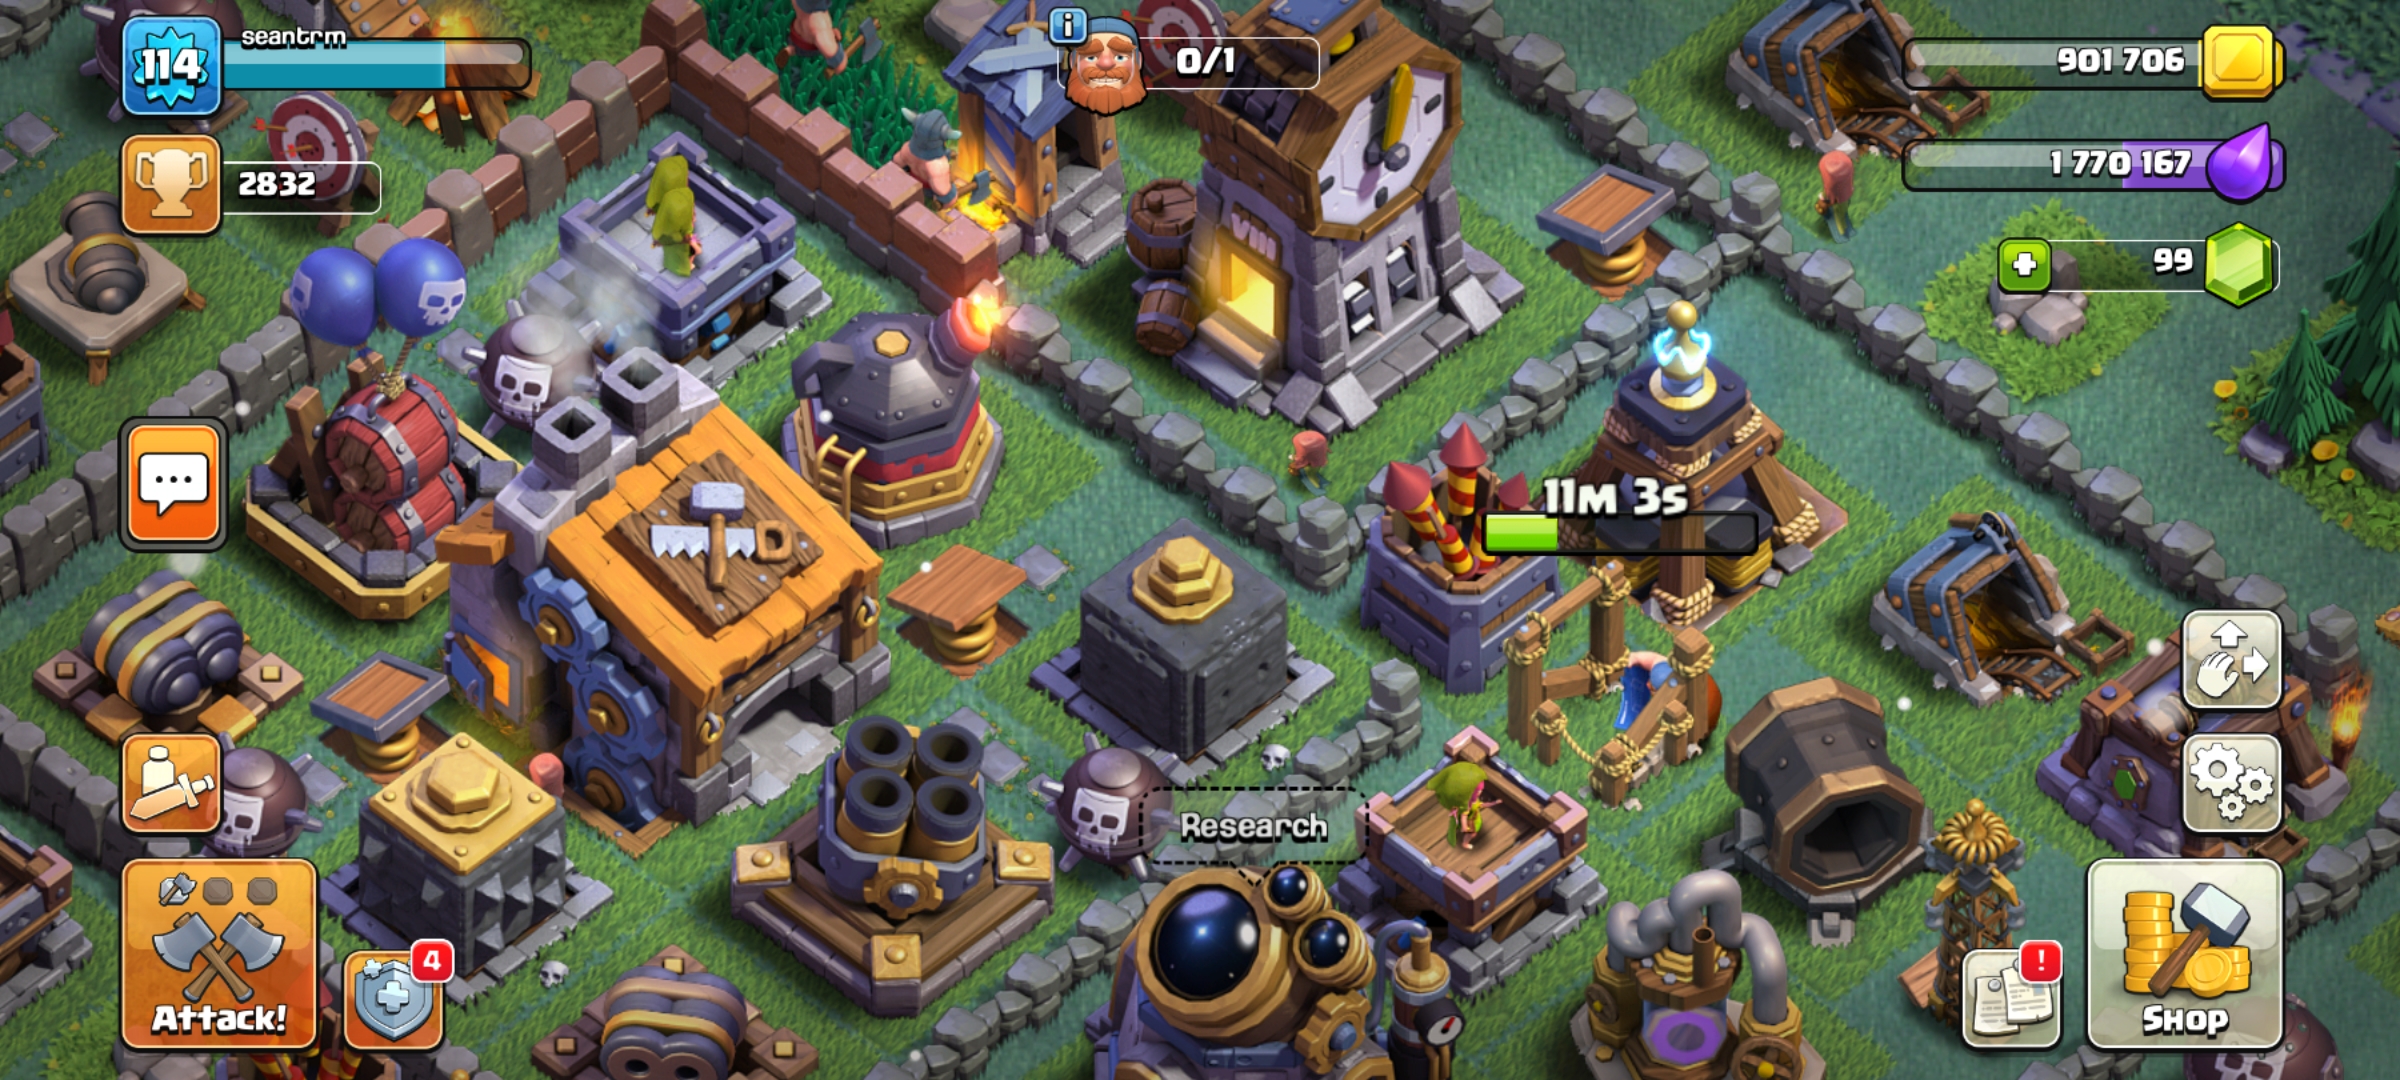 114
seantrm
i
0/1
901 706
2832
VIII
1 770 167
99
11M 3s
Research
4
Attack!
!
Shop